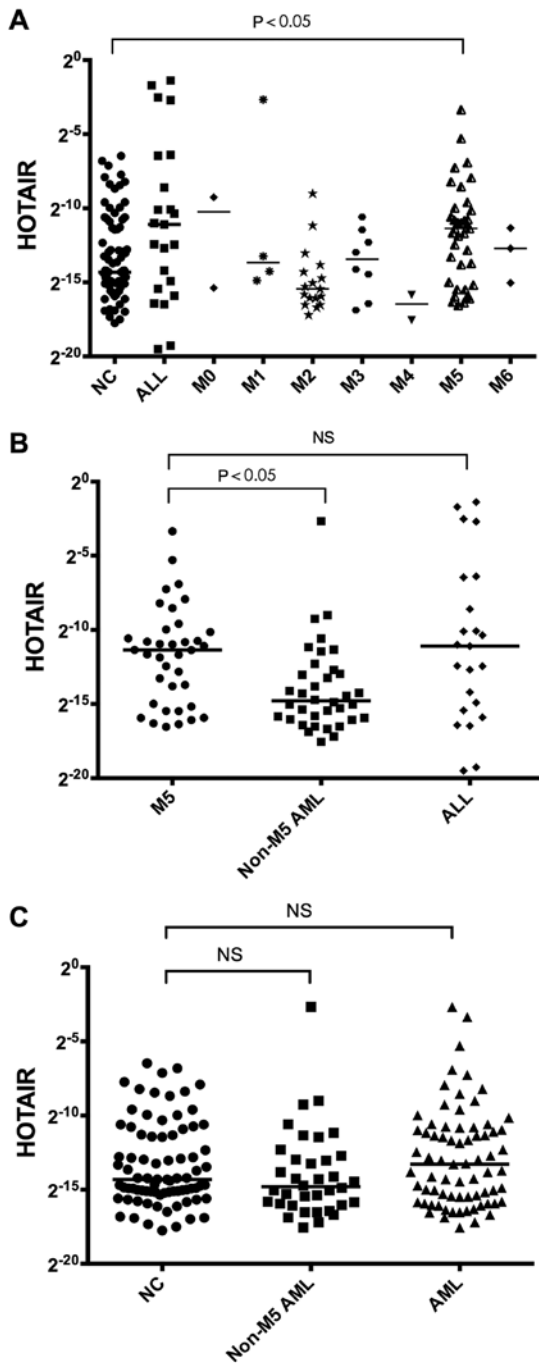 A
P < 0.05
HOTAIR
2^0
2^-5
2^-10
2^-15
2^-20
NC ALL M0 M1 M2 M3 M4 M5 M6
B
NS
P < 0.05
HOTAIR
2^0
2^-5
2^-10
2^-15
2^-20
M5 Non-M5 AML ALL
C
NS
NS
HOTAIR
2^0
2^-5
2^-10
2^-15
2^-20
NC Non-M5 AML AML